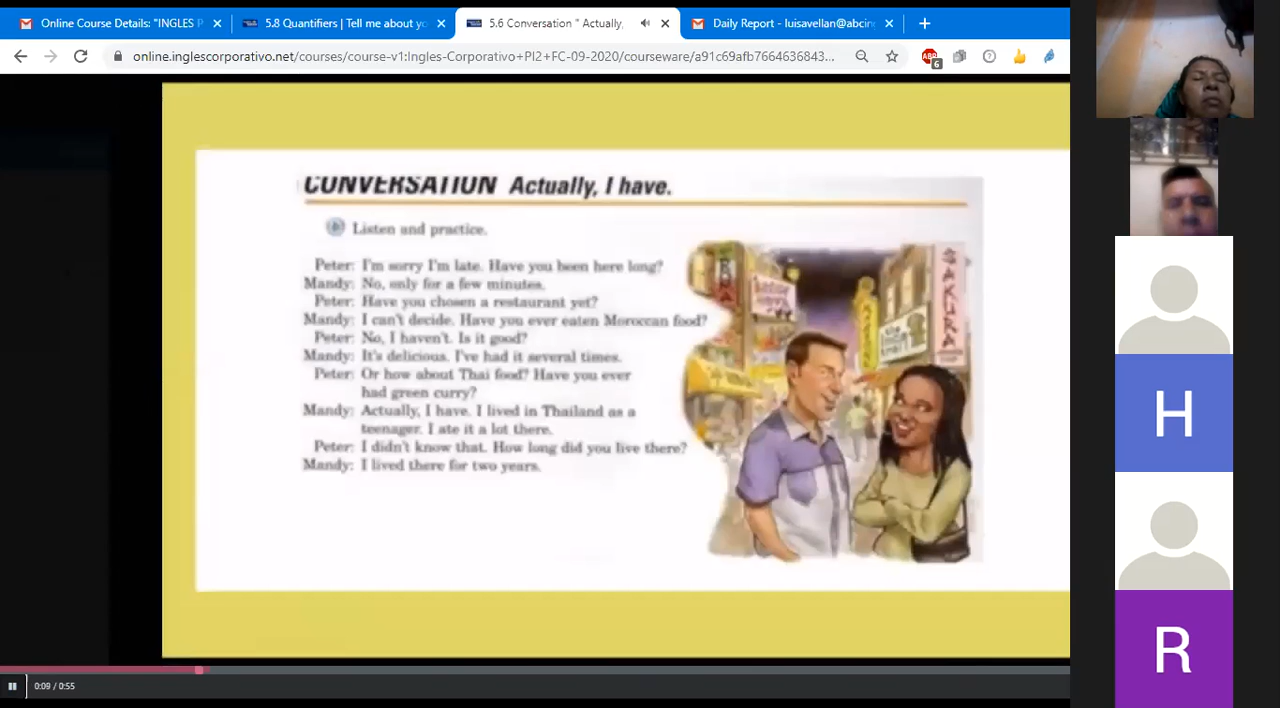 Online Course Details: "INGLES P
5.8 Quantifiers | Tell me about yo
5.6 Conversation " Actually,
Daily Report - luisavellan@abcin
online.inglescorporativo.net/courses/course-v1:Ingles-Corporativo+PI2+FC-09-2020/courseware/a91c69afb7664636843...
ABP
6
CONVERSATION Actually, I have.
Listen and practice.
Peter: I'm sorry I'm late. Have you been here long?
Mandy: No, only for a few minutes.
Peter: Have you chosen a restaurant yet?
Mandy: I can't decide. Have you ever eaten Moroccan food?
Peter: No, I haven't. Is it good?
Mandy: It's delicious. I've had it several times.
Peter: Or how about Thai food? Have you ever
had green curry?
Mandy: Actually, I have. I lived in Thailand as a
teenager. I ate it a lot there.
Peter: I didn't know that. How long did you live there?
Mandy: I lived there for two years.
SAKURA
0:09 / 0:55
H
R